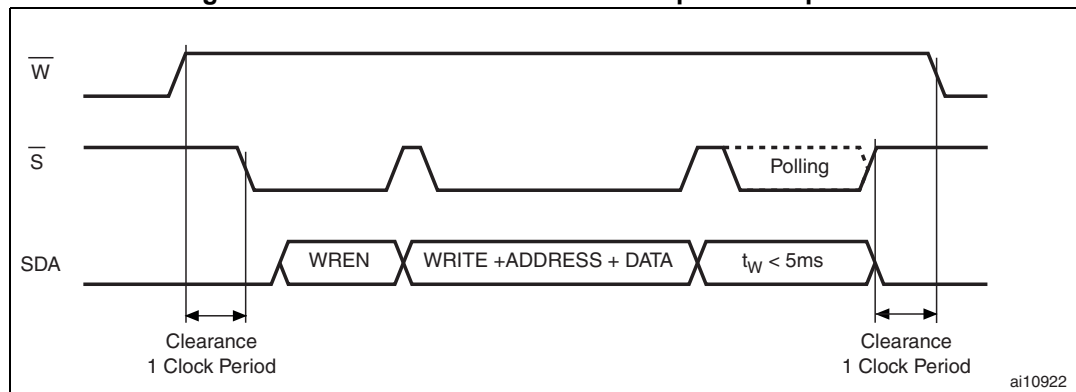 W
S
Polling
SDA
WREN
WRITE +ADDRESS + DATA
tW < 5ms
Clearance
1 Clock Period
Clearance
1 Clock Period
ai10922